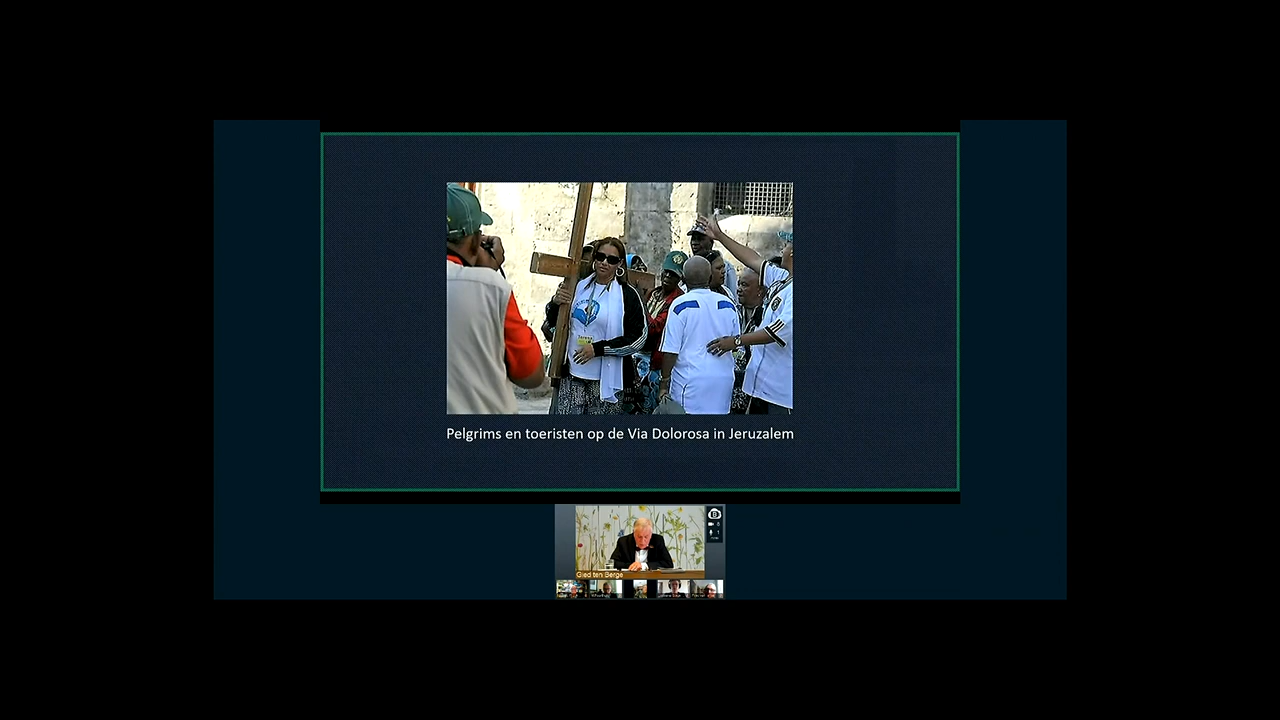 Pelgrims en toeristen op de Via Dolorosa in Jeruzalem
Gied ten Berge